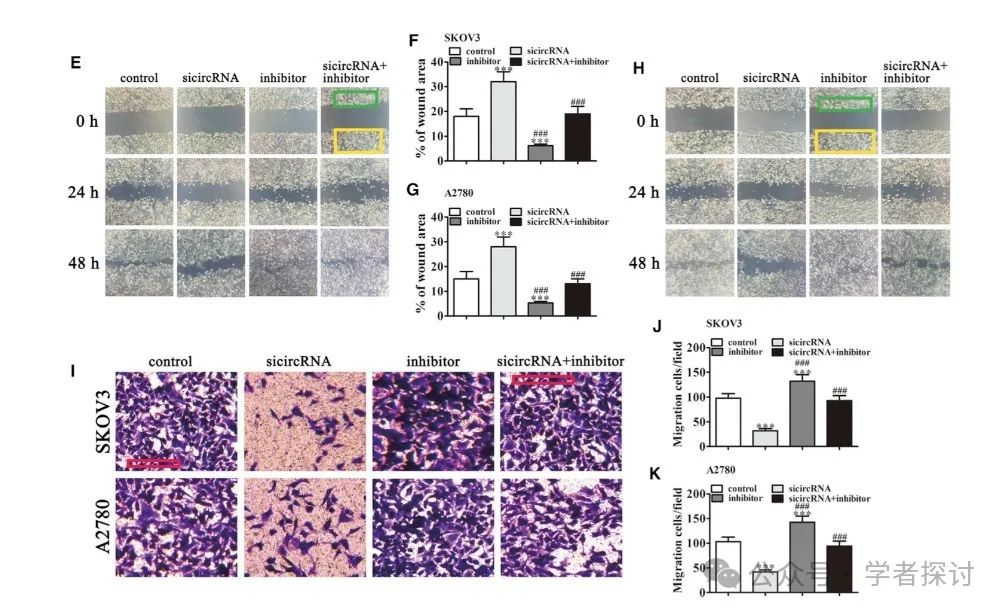 E
control
sicircRNA
inhibitor
sicircRNA+
inhibitor
0 h
24 h
48 h
F
SKOV3
control
sicircRNA
inhibitor
sicircRNA+inhibitor
% of wound area
40
30
20
10
0
***
###
***
###
G
A2780
control
sicircRNA
inhibitor
sicircRNA+inhibitor
% of wound area
40
30
20
10
0
***
###
***
###
H
control
sicircRNA
inhibitor
sicircRNA+
inhibitor
0 h
24 h
48 h
I
control
sicircRNA
inhibitor
sicircRNA+inhibitor
SKOV3
A2780
J
SKOV3
control
sicircRNA
inhibitor
sicircRNA+inhibitor
Migration cells/field
200
150
100
50
0
***
###
***
###
K
A2780
control
sicircRNA
inhibitor
sicircRNA+inhibitor
Migration cells/field
200
150
100
50
0
***
###
***
###
公众号 学者探讨